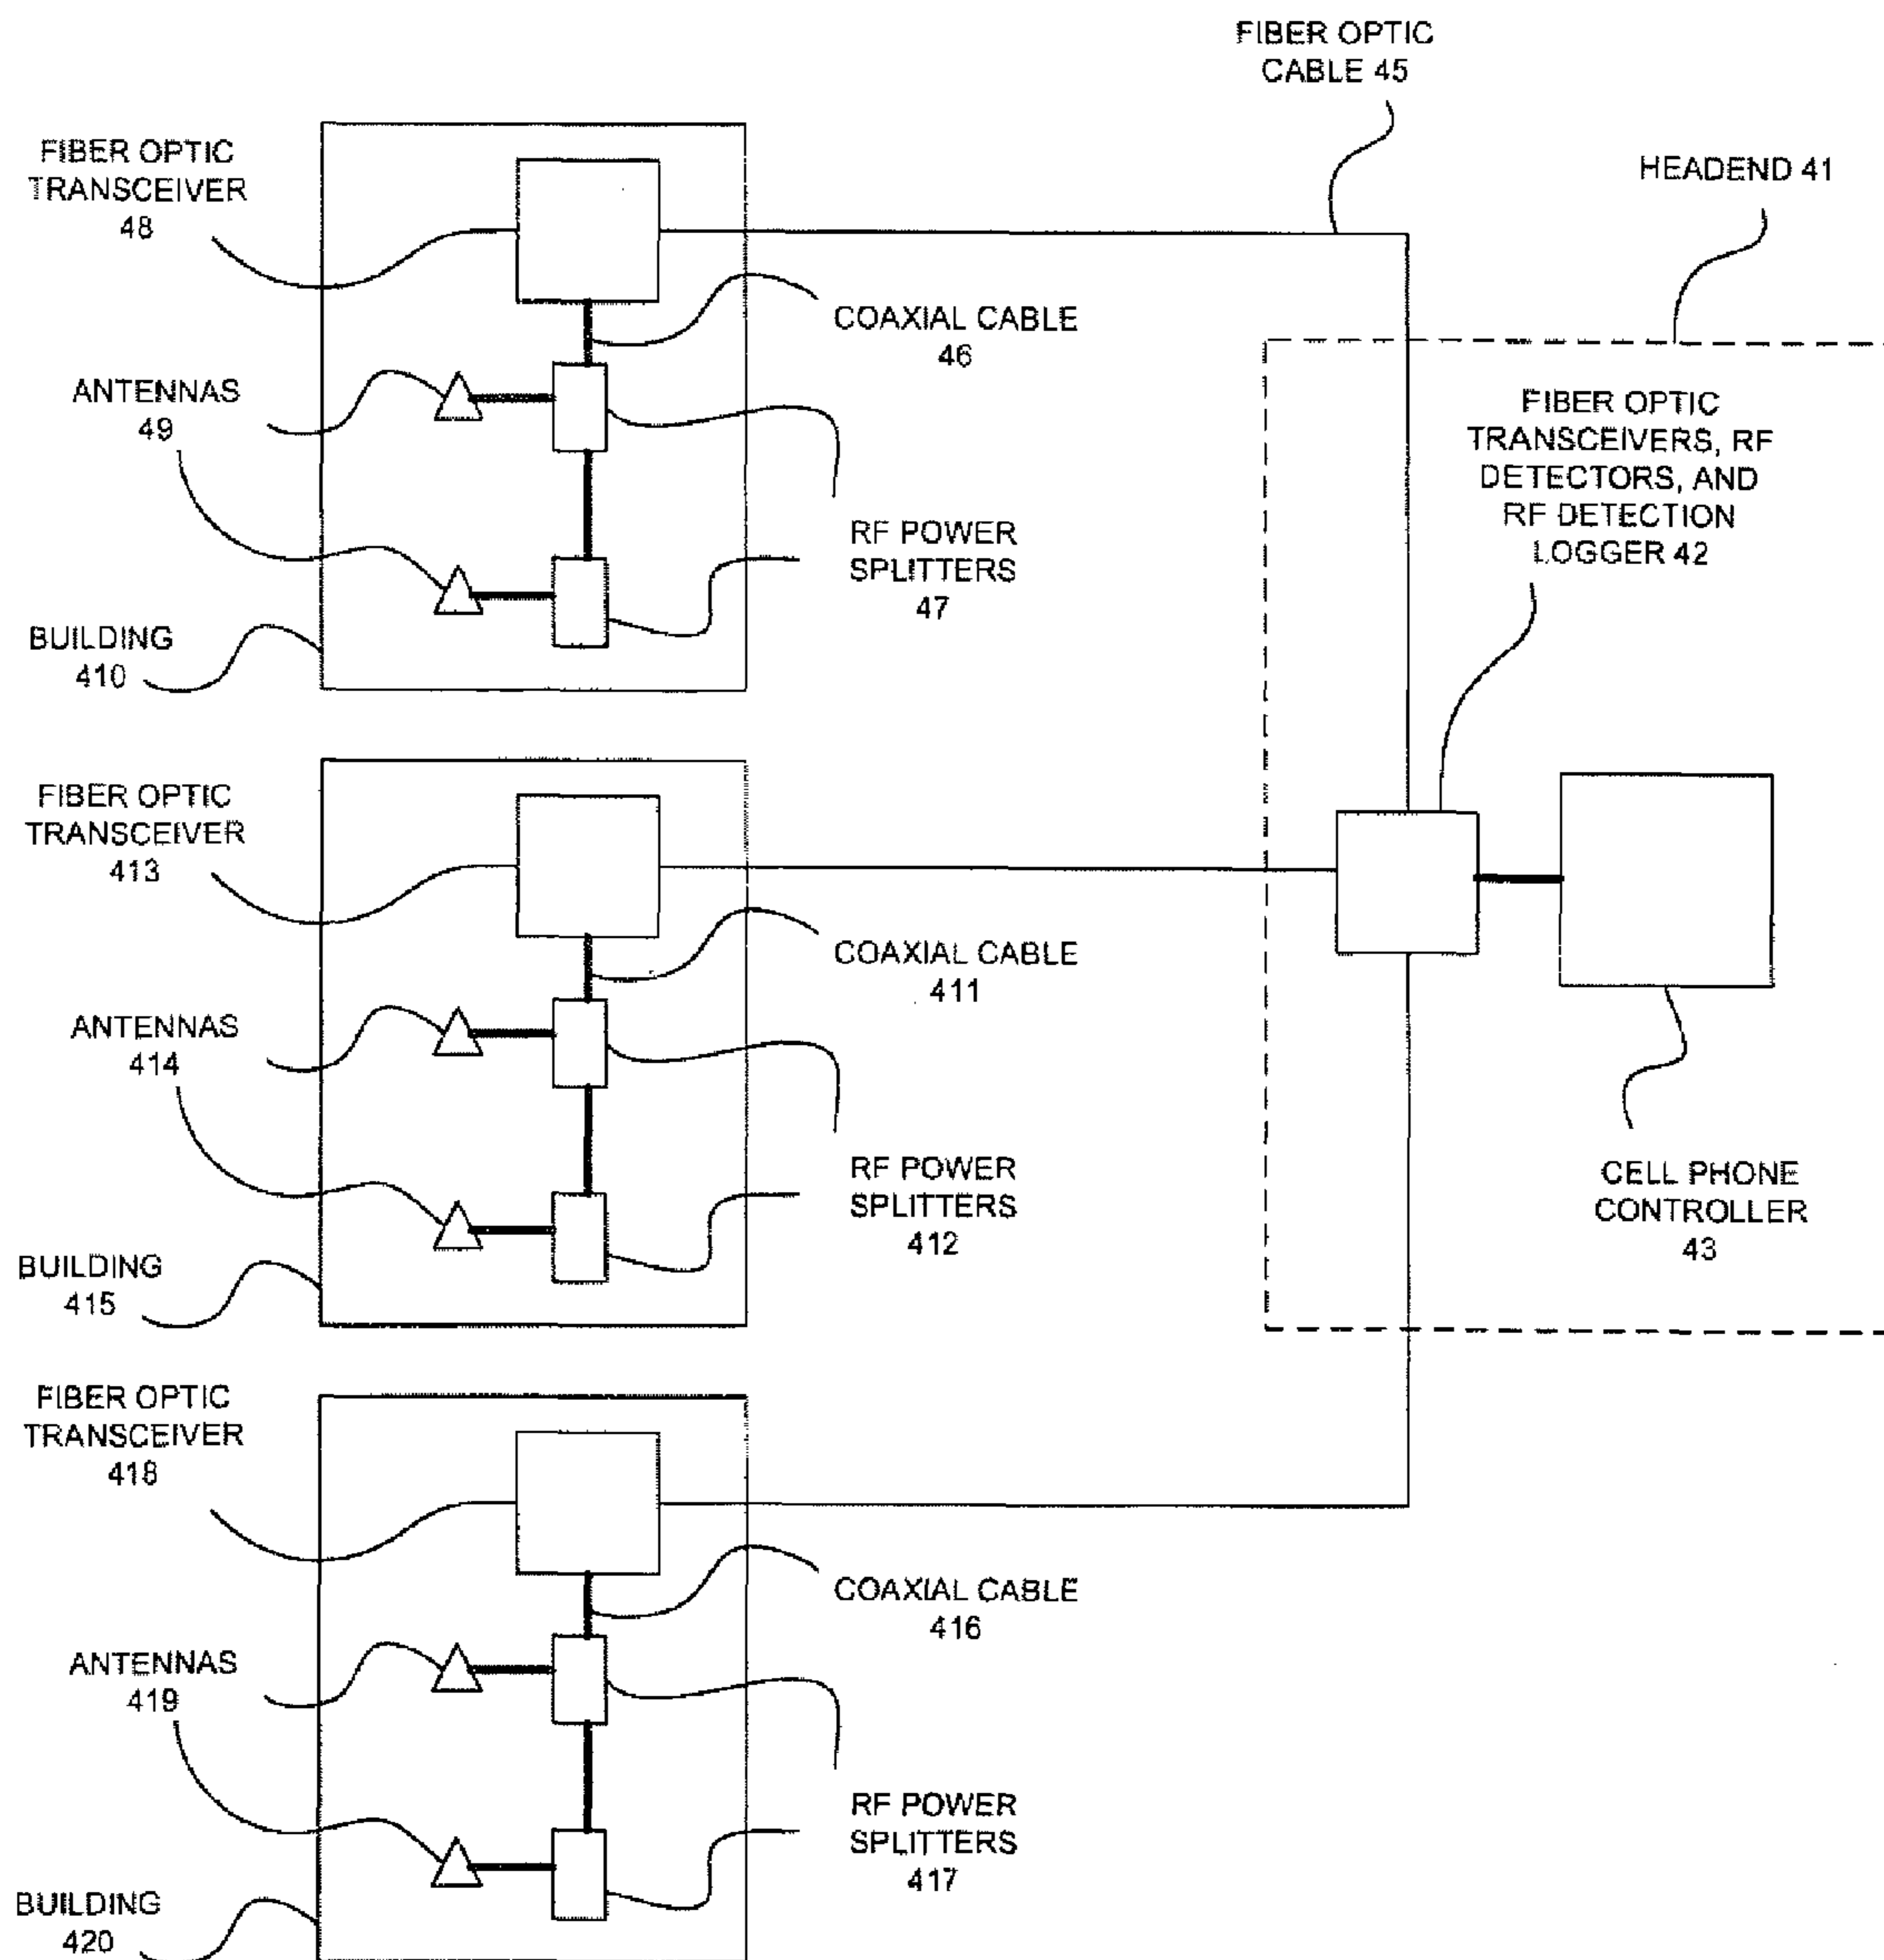 FIBER OPTIC
CABLE 45
HEADEND 41
FIBER OPTIC
TRANSCEIVER
48
COAXIAL CABLE
46
ANTENNAS
49
FIBER OPTIC
TRANSCEIVERS, RF
DETECTORS, AND
RF DETECTION
LOGGER 42
RF POWER
SPLITTERS
47
BUILDING
410
FIBER OPTIC
TRANSCEIVER
413
COAXIAL CABLE
411
ANTENNAS
414
RF POWER
SPLITTERS
412
CELL PHONE
CONTROLLER
43
BUILDING
415
FIBER OPTIC
TRANSCEIVER
418
COAXIAL CABLE
416
ANTENNAS
419
RF POWER
SPLITTERS
417
BUILDING
420